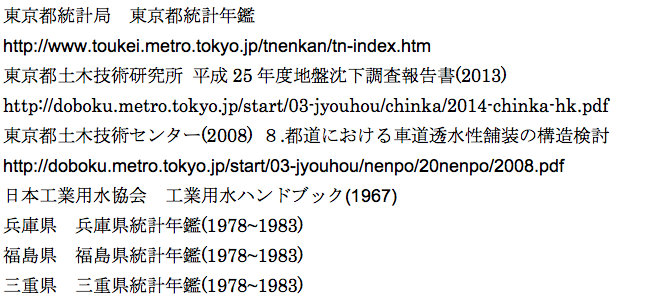 東京都統計局　東京都統計年鑑
http://www.toukei.metro.tokyo.jp/tnenkan/tn-index.htm
東京都土木技術研究所 平成 25 年度地盤沈下調査報告書(2013)
http://doboku.metro.tokyo.jp/start/03-jyouhou/chinka/2014-chinka-hk.pdf
東京都土木技術センター(2008) ８.都道における車道透水性舗装の構造検討
http://doboku.metro.tokyo.jp/start/03-jyouhou/nenpo/20nenpo/2008.pdf
日本工業用水協会　工業用水ハンドブック(1967)
兵庫県　兵庫県統計年鑑(1978~1983)
福島県　福島県統計年鑑(1978~1983)
三重県　三重県統計年鑑(1978~1983)